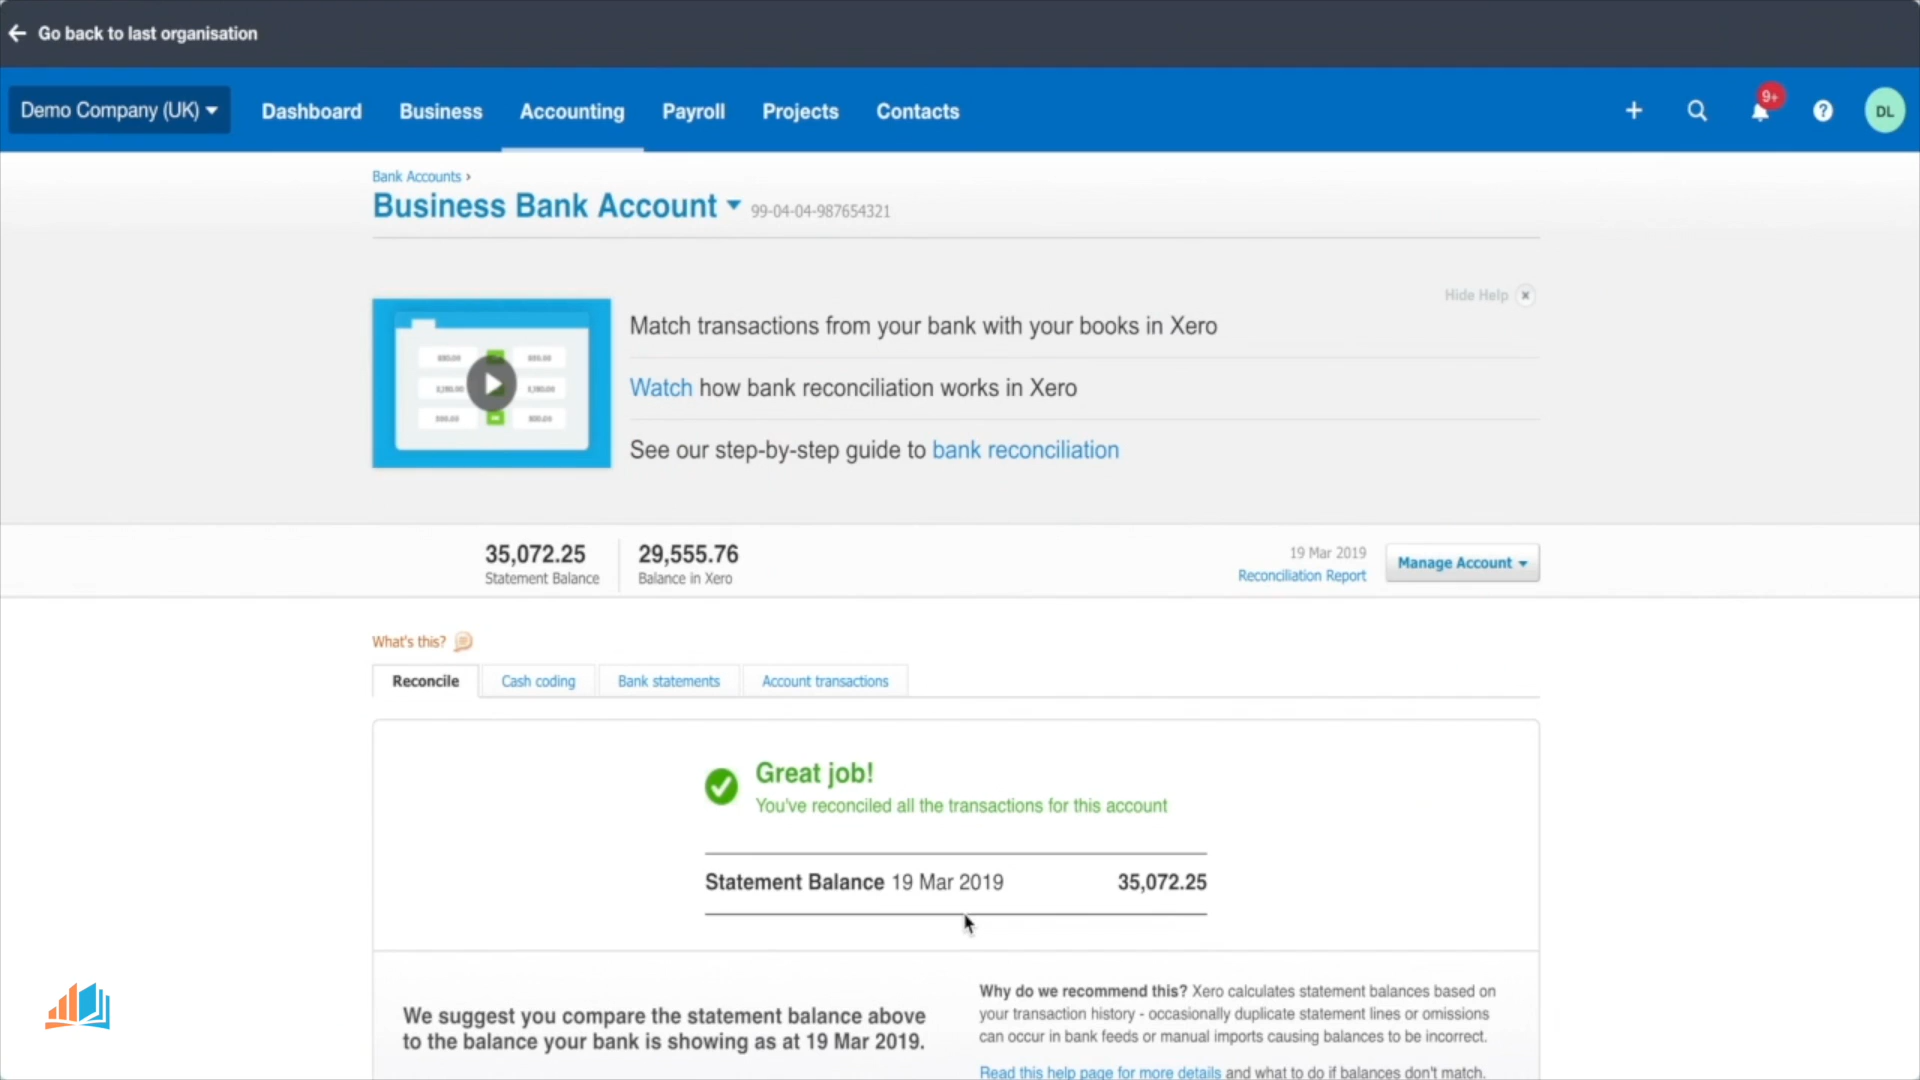 Go back to last organisation
Demo Company (UK)
Dashboard
Business
Accounting
Payroll
Projects
Contacts
9+
DL
Bank Accounts ›
Business Bank Account 99-04-04-987654321
Hide Help
Match transactions from your bank with your books in Xero
Watch how bank reconciliation works in Xero
See our step-by-step guide to bank reconciliation
35,072.25
Statement Balance
29,555.76
Balance in Xero
19 Mar 2019
Reconciliation Report
Manage Account
What's this?
Reconcile
Cash coding
Bank statements
Account transactions
Great job!
You've reconciled all the transactions for this account
Statement Balance 19 Mar 2019 35,072.25
We suggest you compare the statement balance above
to the balance your bank is showing as at 19 Mar 2019.
Why do we recommend this? Xero calculates statement balances based on
your transaction history - occasionally duplicate statement lines or omissions
can occur in bank feeds or manual imports causing balances to be incorrect.
Read this help page for more details and what to do if balances don't match.